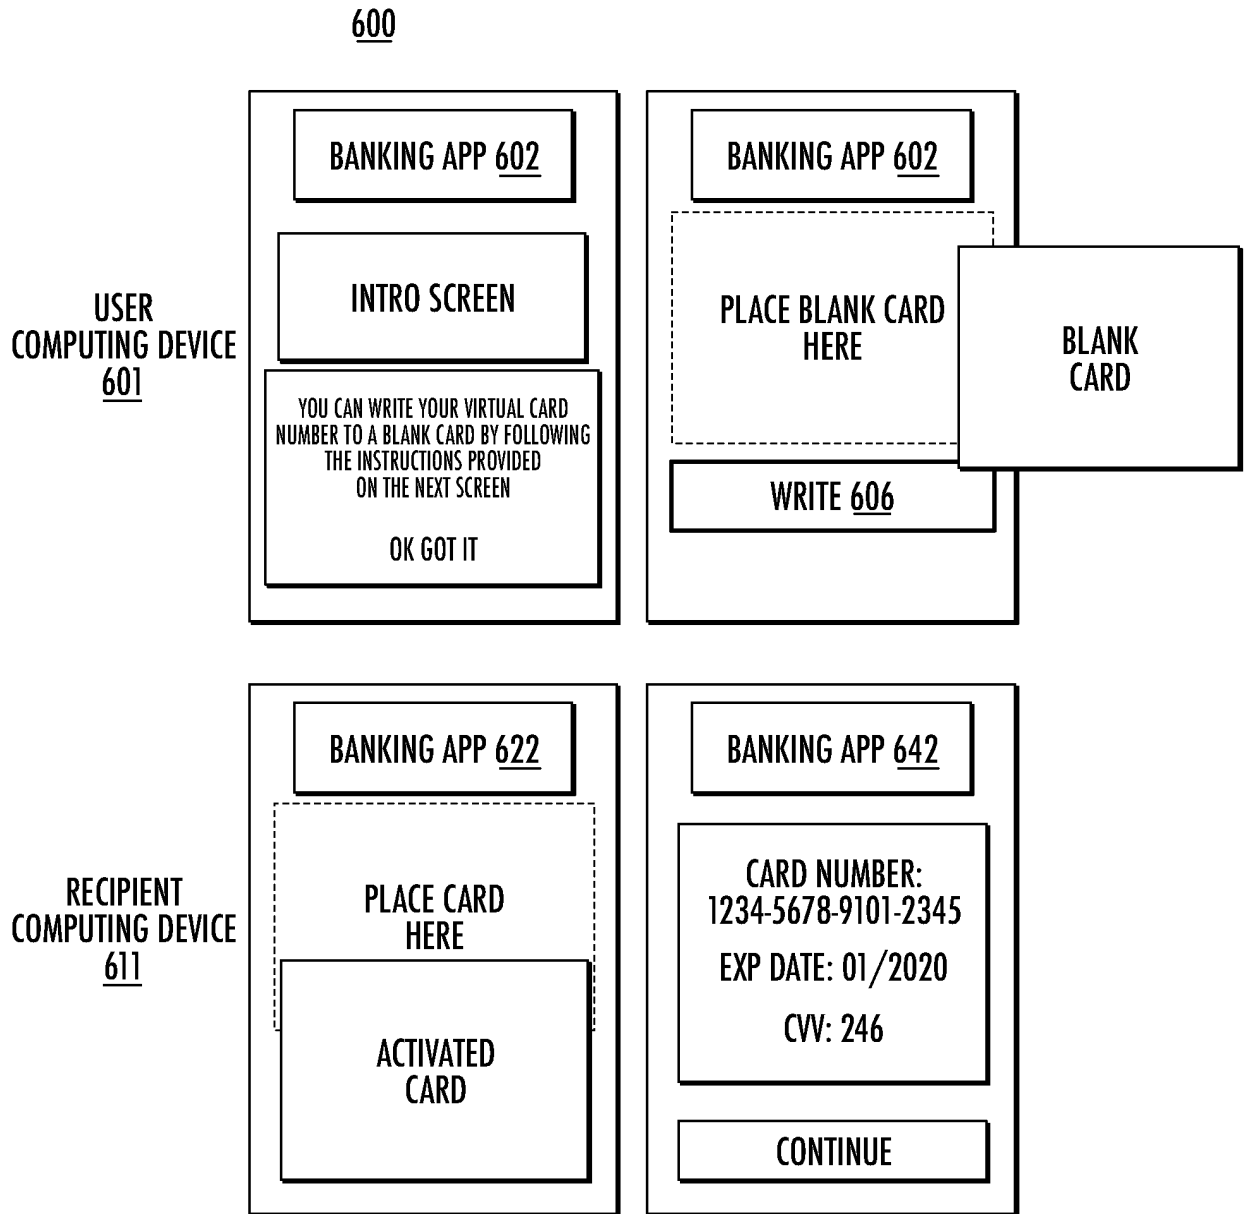 600
BANKING APP 602
INTRO SCREEN
YOU CAN WRITE YOUR VIRTUAL CARD
NUMBER TO A BLANK CARD BY FOLLOWING
THE INSTRUCTIONS PROVIDED
ON THE NEXT SCREEN
OK GOT IT
BANKING APP 602
PLACE BLANK CARD
HERE
BLANK
CARD
WRITE 606
USER
COMPUTING DEVICE
601
BANKING APP 622
PLACE CARD
HERE
ACTIVATED
CARD
BANKING APP 642
CARD NUMBER:
1234-5678-9101-2345
EXP DATE: 01/2020
CVV: 246
CONTINUE
RECIPIENT
COMPUTING DEVICE
611